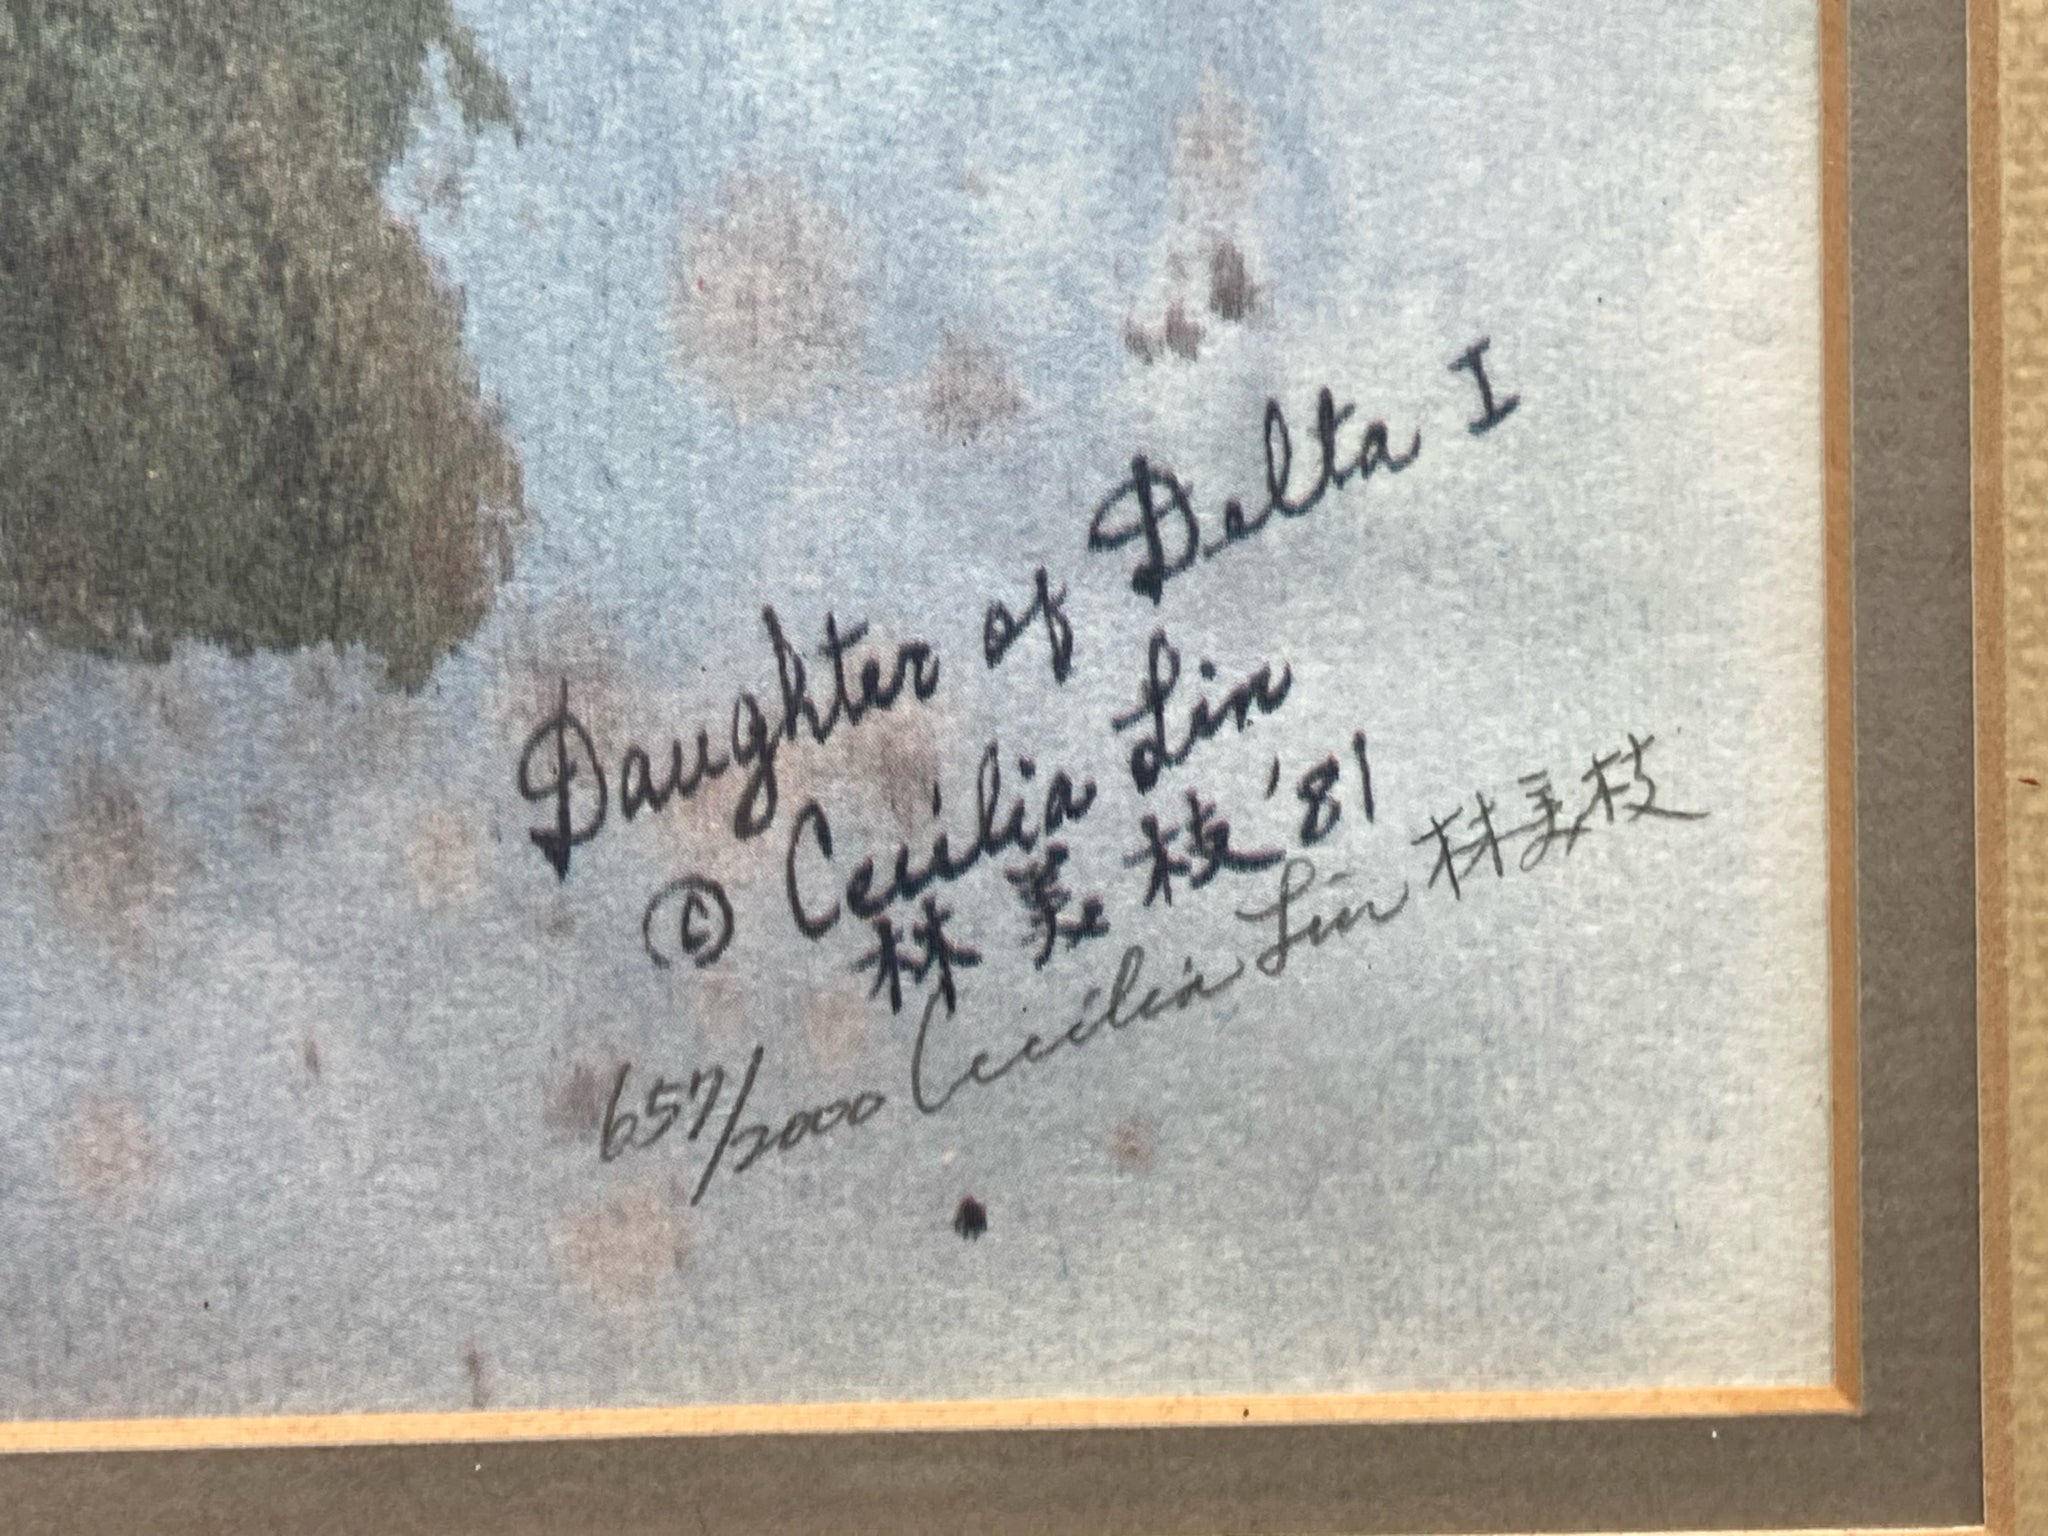 Daughter of Delta I
© Cecilia Lin
林美枝 '81
657/2000 Cecilia Lin 林美枝